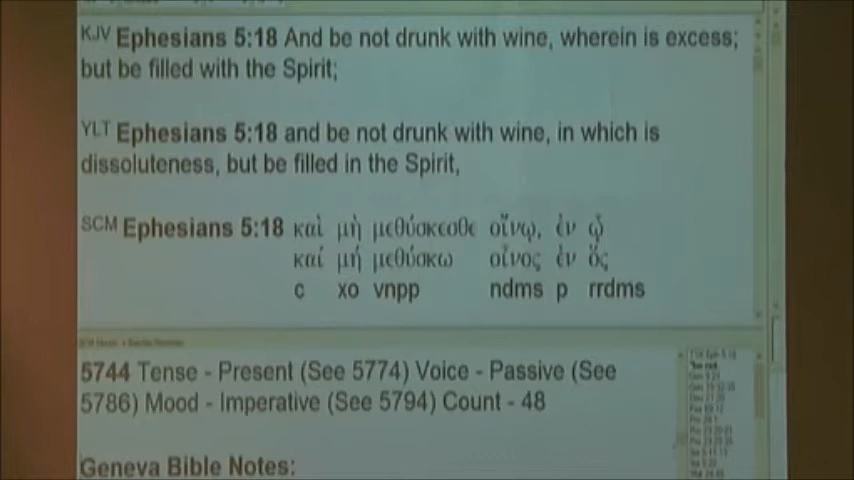 KJV Ephesians 5:18 And be not drunk with wine, wherein is excess;
but be filled with the Spirit;
YLT Ephesians 5:18 and be not drunk with wine, in which is
dissoluteness, but be filled in the Spirit,
SCM Ephesians 5:18 καὶ μὴ μεθύσκεσθε οἴνῳ, ἐν ᾧ
καί μή μεθύσκω οἶνος ἐν ὅς
c xo vnpp ndms p rrdms
5744 Tense - Present (See 5774) Voice - Passive (See
5786) Mood - Imperative (See 5794) Count - 48
Geneva Bible Notes: